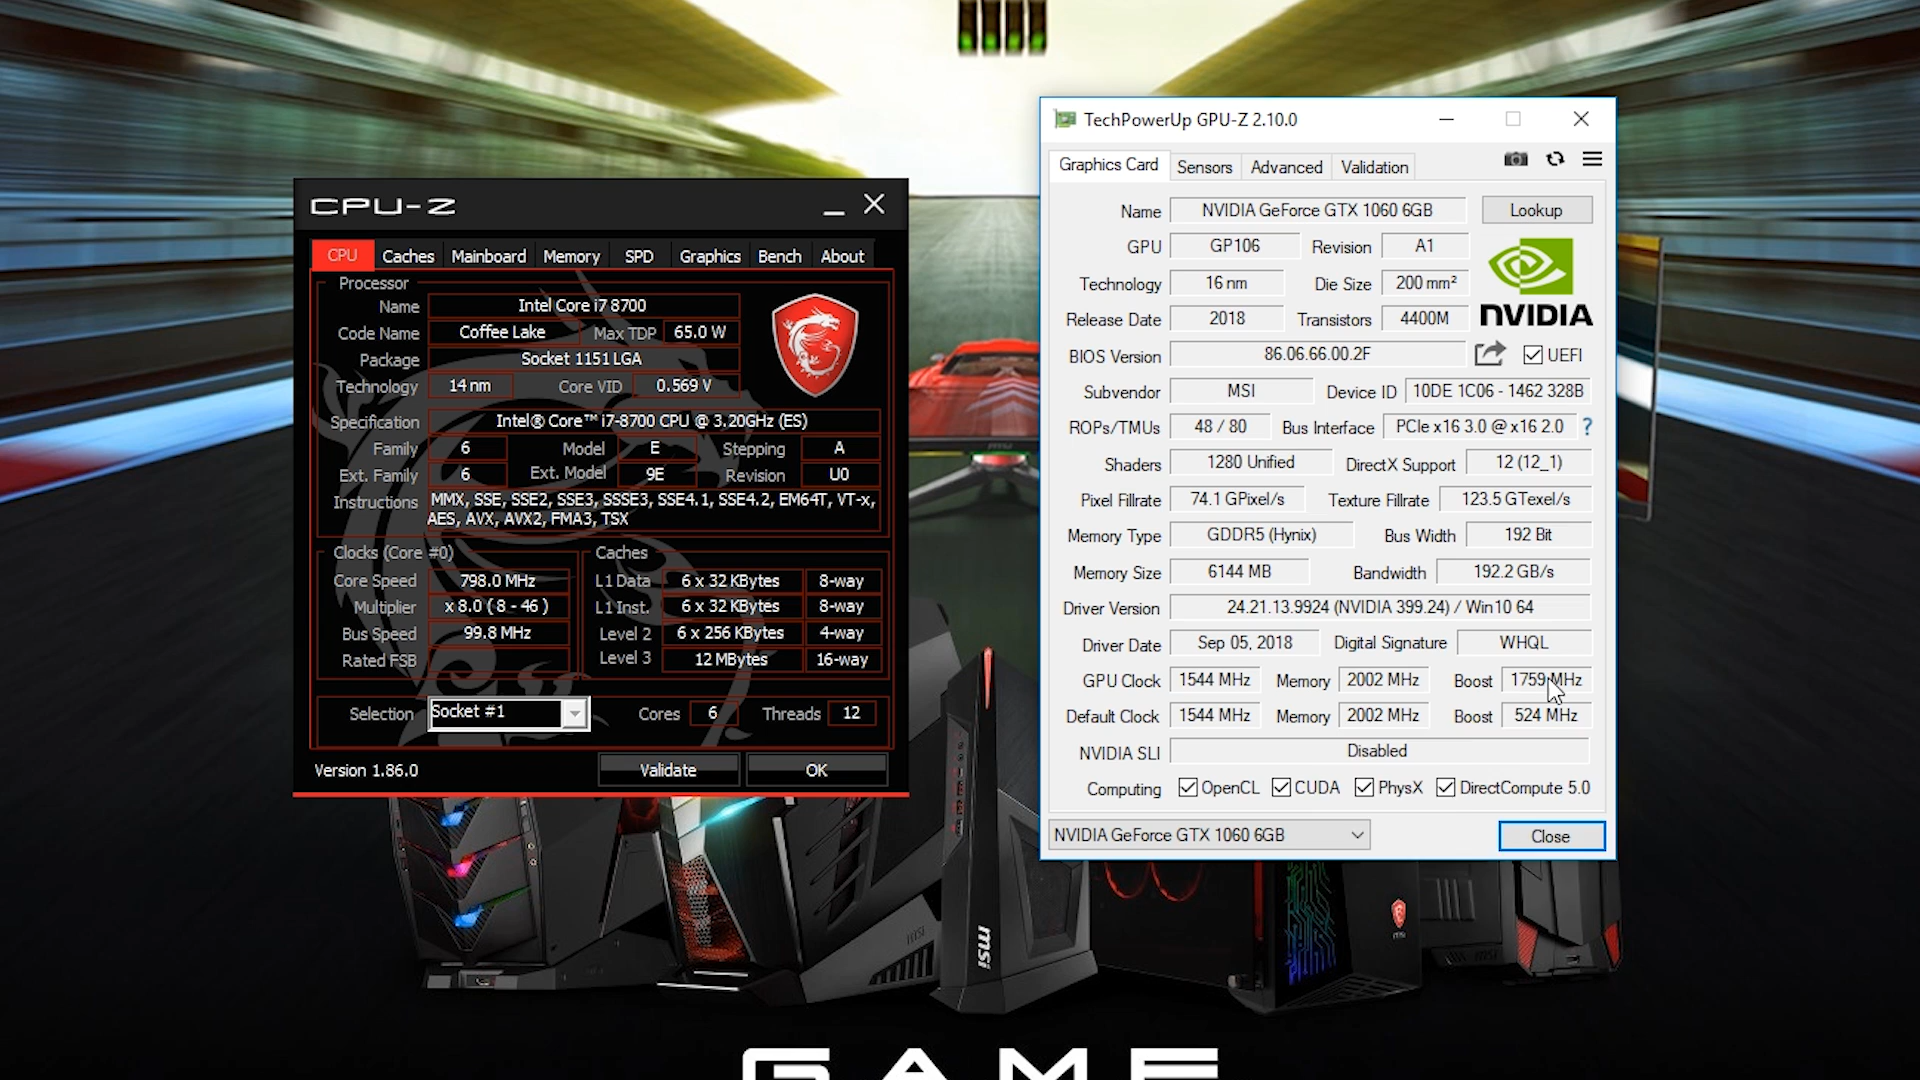 CPU-Z
CPU Caches Mainboard Memory SPD Graphics Bench About
Processor
Name Intel Core i7 8700
Code Name Coffee Lake Max TDP 65.0 W
Package Socket 1151 LGA
Technology 14 nm Core VID 0.569 V
Specification Intel® Core™ i7-8700 CPU @ 3.20GHz (ES)
Family 6 Model E Stepping A
Ext. Family 6 Ext. Model 9E Revision U0
Instructions MMX, SSE, SSE2, SSE3, SSSE3, SSE4.1, SSE4.2, EM64T, VT-x,
AES, AVX, AVX2, FMA3, TSX
Clocks (Core #0)
Core Speed 798.0 MHz
Multiplier x 8.0 ( 8 - 46 )
Bus Speed 99.8 MHz
Rated FSB
Caches
L1 Data 6 x 32 KBytes 8-way
L1 Inst. 6 x 32 KBytes 8-way
Level 2 6 x 256 KBytes 4-way
Level 3 12 MBytes 16-way
Selection Socket #1 Cores 6 Threads 12
Version 1.86.0 Validate OK
TechPowerUp GPU-Z 2.10.0
Graphics Card Sensors Advanced Validation
Name NVIDIA GeForce GTX 1060 6GB Lookup
GPU GP106 Revision A1
Technology 16 nm Die Size 200 mm²
Release Date 2018 Transistors 4400M
NVIDIA
BIOS Version 86.06.66.00.2F UEFI
Subvendor MSI Device ID 10DE 1C06 - 1462 328B
ROPs/TMUs 48 / 80 Bus Interface PCIe x16 3.0 @ x16 2.0 ?
Shaders 1280 Unified DirectX Support 12 (12_1)
Pixel Fillrate 74.1 GPixel/s Texture Fillrate 123.5 GTexel/s
Memory Type GDDR5 (Hynix) Bus Width 192 Bit
Memory Size 6144 MB Bandwidth 192.2 GB/s
Driver Version 24.21.13.9924 (NVIDIA 399.24) / Win10 64
Driver Date Sep 05, 2018 Digital Signature WHQL
GPU Clock 1544 MHz Memory 2002 MHz Boost 1759 MHz
Default Clock 1544 MHz Memory 2002 MHz Boost 524 MHz
NVIDIA SLI Disabled
Computing OpenCL CUDA PhysX DirectCompute 5.0
NVIDIA GeForce GTX 1060 6GB Close
msi
GAME